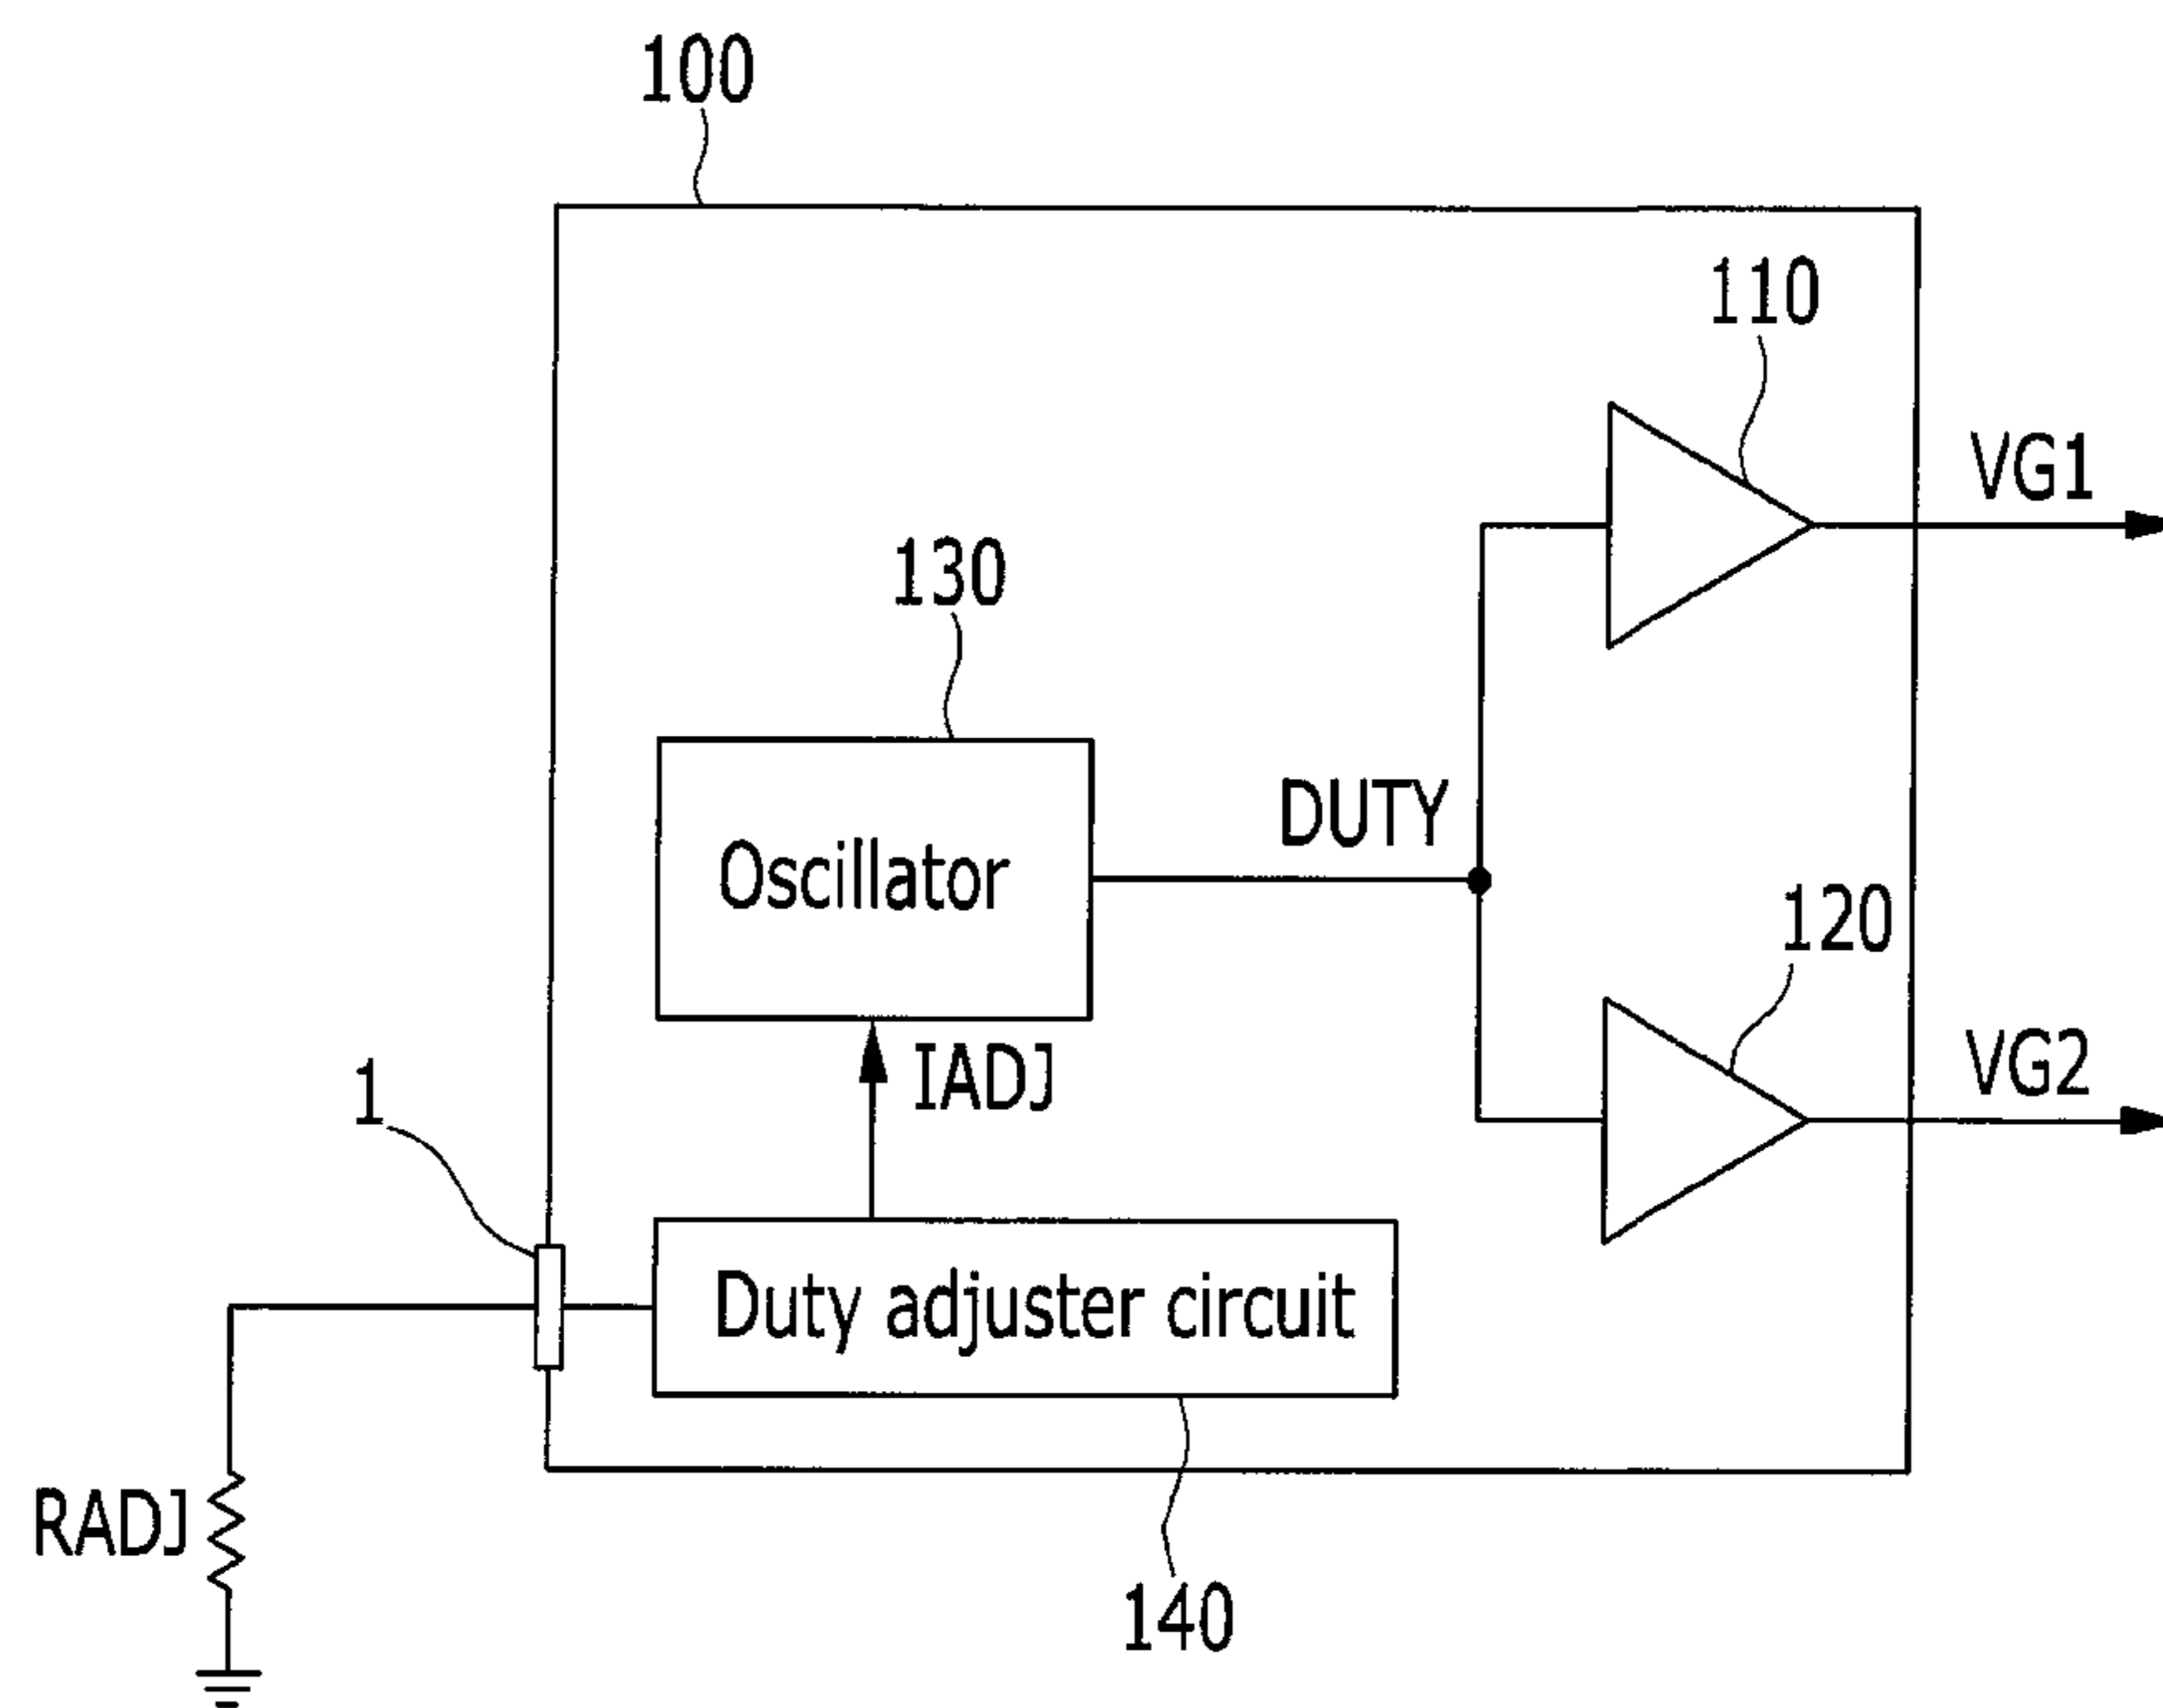 100
110
VG1
130
Oscillator
DUTY
120
VG2
IADJ
1
Duty adjuster circuit
RADJ
140